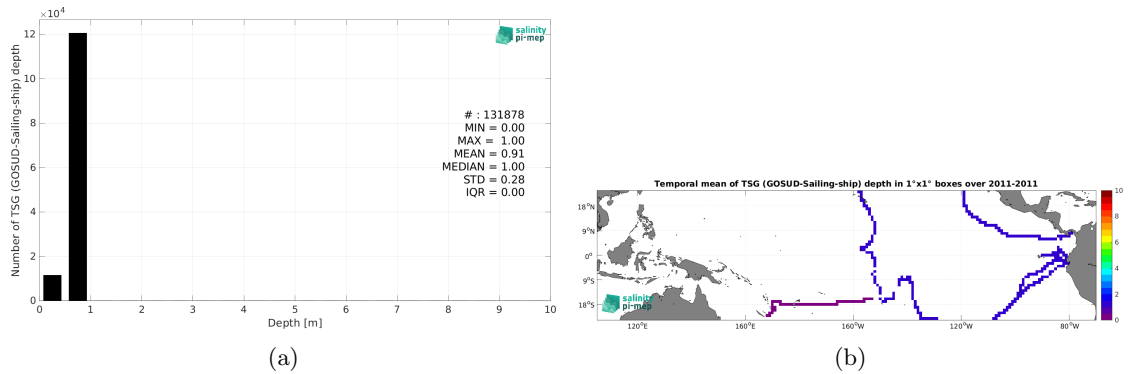 ×10⁴
12
10
8
6
4
2
0
Number of TSG (GOSUD-Sailing-ship) depth
0 1 2 3 4 5 6 7 8 9 10
Depth [m]
salinity
pi-mep
# : 131878
MIN = 0.00
MAX = 1.00
MEAN = 0.91
MEDIAN = 1.00
STD = 0.28
IQR = 0.00
(a)
Temporal mean of TSG (GOSUD-Sailing-ship) depth in 1°x1° boxes over 2011-2011
18°N
9°N
0°
9°S
18°S
120°E 160°E 160°W 120°W 80°W
salinity
pi-mep
10
8
6
4
2
0
(b)